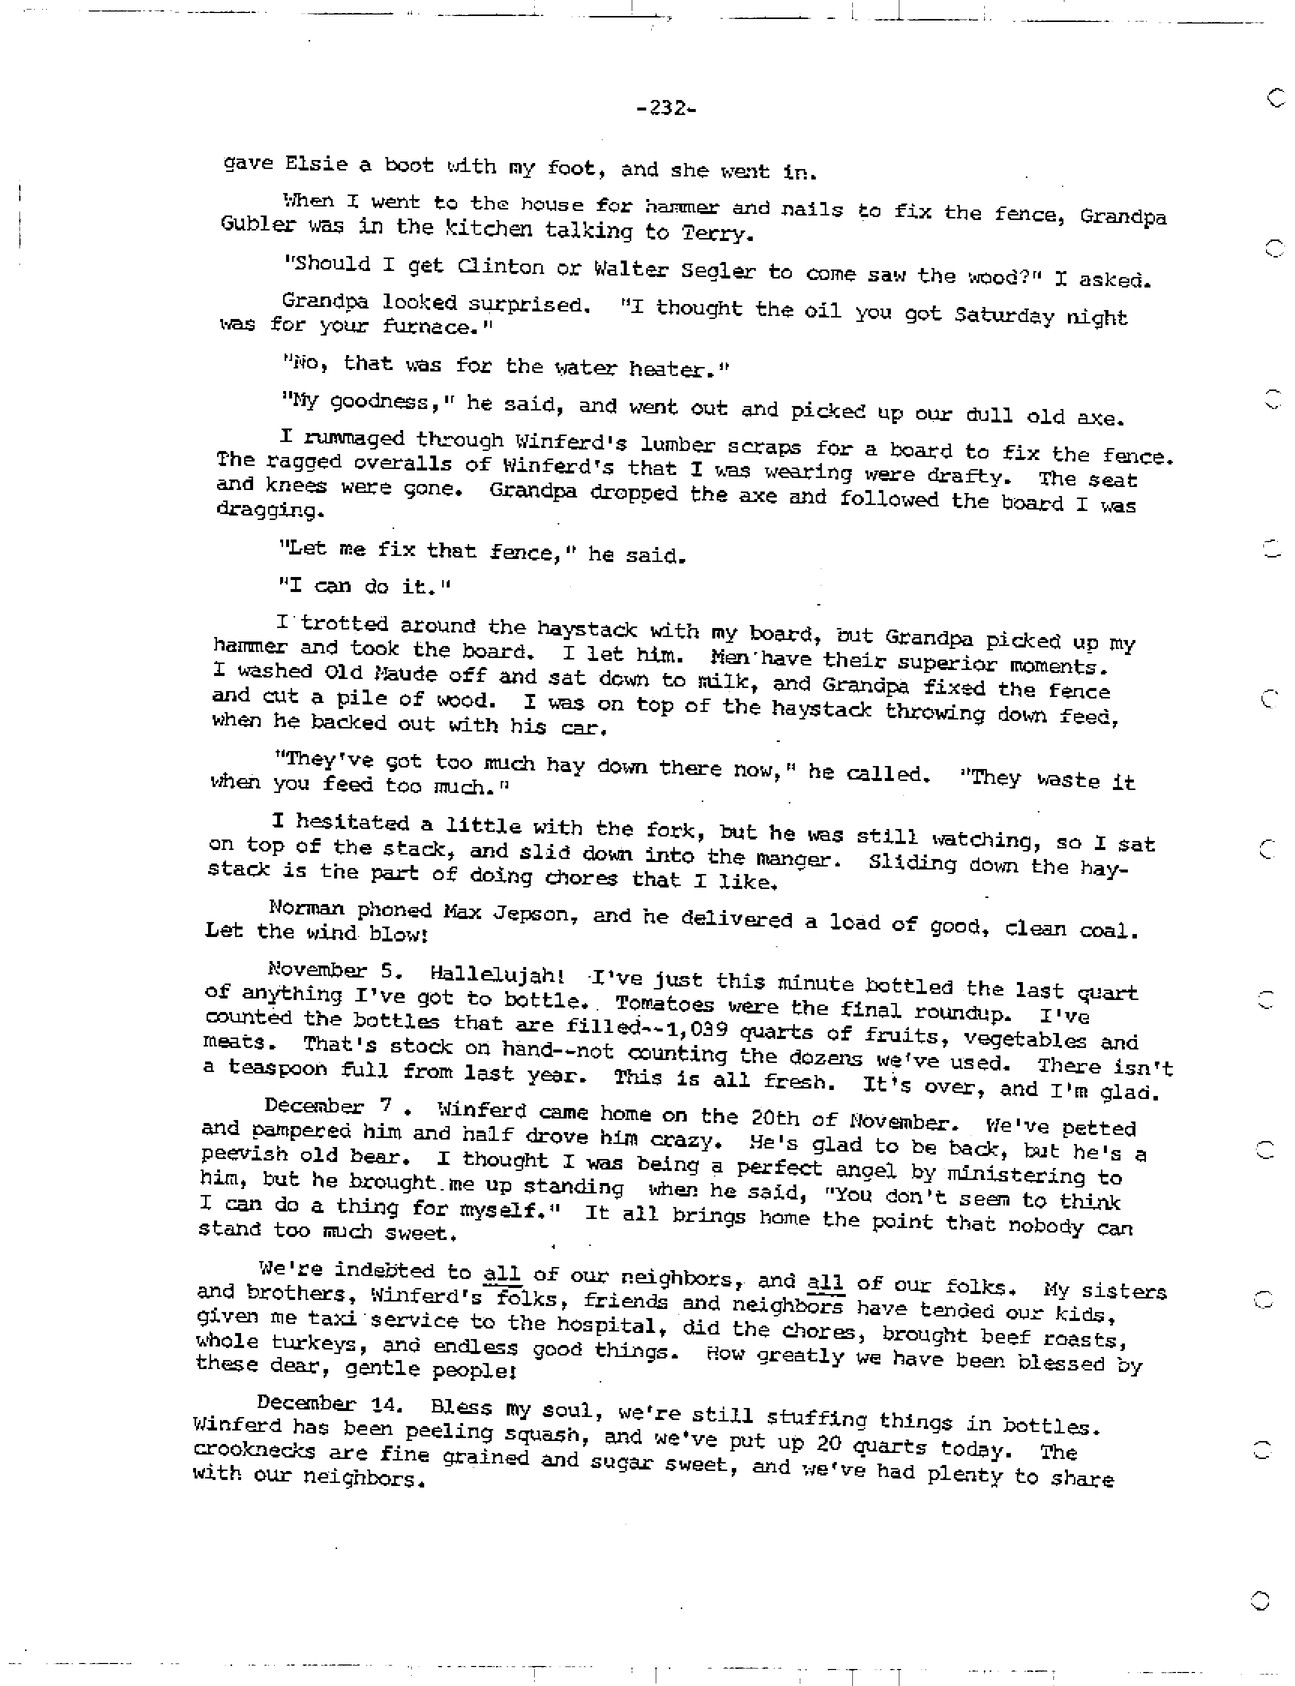 -232-
gave Elsie a boot with my foot, and she went in.
When I went to the house for hammer and nails to fix the fence, Grandpa
Gubler was in the kitchen talking to Terry.
"Should I get Clinton or Walter Segler to come saw the wood?" I asked.
Grandpa looked surprised. "I thought the oil you got Saturday night
was for your furnace."
"No, that was for the water heater."
"My goodness," he said, and went out and picked up our dull old axe.
I rummaged through Winferd's lumber scraps for a board to fix the fence.
The ragged overalls of Winferd's that I was wearing were drafty. The seat
and knees were gone. Grandpa dropped the axe and followed the board I was
dragging.
"Let me fix that fence," he said.
"I can do it."
I trotted around the haystack with my board, but Grandpa picked up my
hammer and took the board. I let him. Men have their superior moments.
I washed Old Maude off and sat down to milk, and Grandpa fixed the fence
and cut a pile of wood. I was on top of the haystack throwing down feed,
when he backed out with his car.
"They've got too much hay down there now," he called. "They waste it
when you feed too much."
I hesitated a little with the fork, but he was still watching, so I sat
on top of the stack, and slid down into the manger. Sliding down the hay-
stack is the part of doing chores that I like.
Norman phoned Max Jepson, and he delivered a load of good, clean coal.
Let the wind blow!
November 5. Hallelujah! I've just this minute bottled the last quart
of anything I've got to bottle. Tomatoes were the final roundup. I've
counted the bottles that are filled--1,039 quarts of fruits, vegetables and
meats. That's stock on hand--not counting the dozens we've used. There isn't
a teaspoon full from last year. This is all fresh. It's over, and I'm glad.
December 7 . Winferd came home on the 20th of November. We've petted
and pampered him and half drove him crazy. He's glad to be back, but he's a
peevish old bear. I thought I was being a perfect angel by ministering to
him, but he brought me up standing when he said, "You don't seem to think
I can do a thing for myself." It all brings home the point that nobody can
stand too much sweet.
We're indebted to all of our neighbors, and all of our folks. My sisters
and brothers, Winferd's folks, friends and neighbors have tended our kids,
given me taxi service to the hospital, did the chores, brought beef roasts,
whole turkeys, and endless good things. How greatly we have been blessed by
these dear, gentle people!
December 14. Bless my soul, we're still stuffing things in bottles.
Winferd has been peeling squash, and we've put up 20 quarts today. The
crooknecks are fine grained and sugar sweet, and we've had plenty to share
with our neighbors.